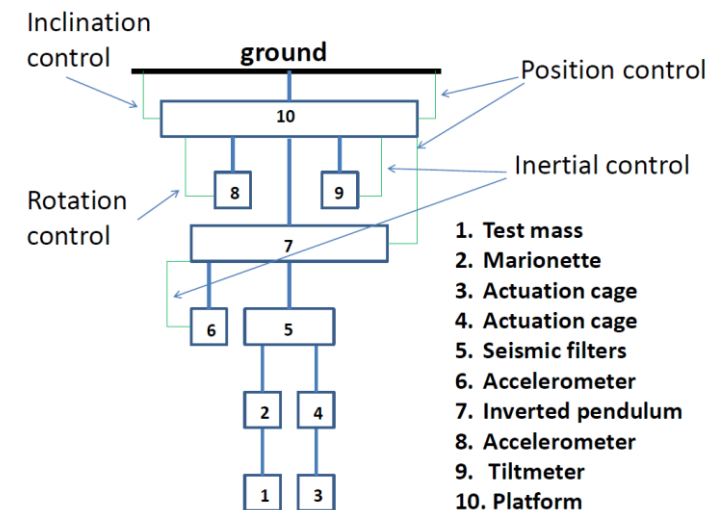 Inclination
control
ground
Position control
10
Inertial control
8
9
Rotation
control
7
1. Test mass
2. Marionette
3. Actuation cage
4. Actuation cage
5. Seismic filters
6. Accelerometer
7. Inverted pendulum
8. Accelerometer
9. Tiltmeter
10. Platform
6
5
2
4
1
3